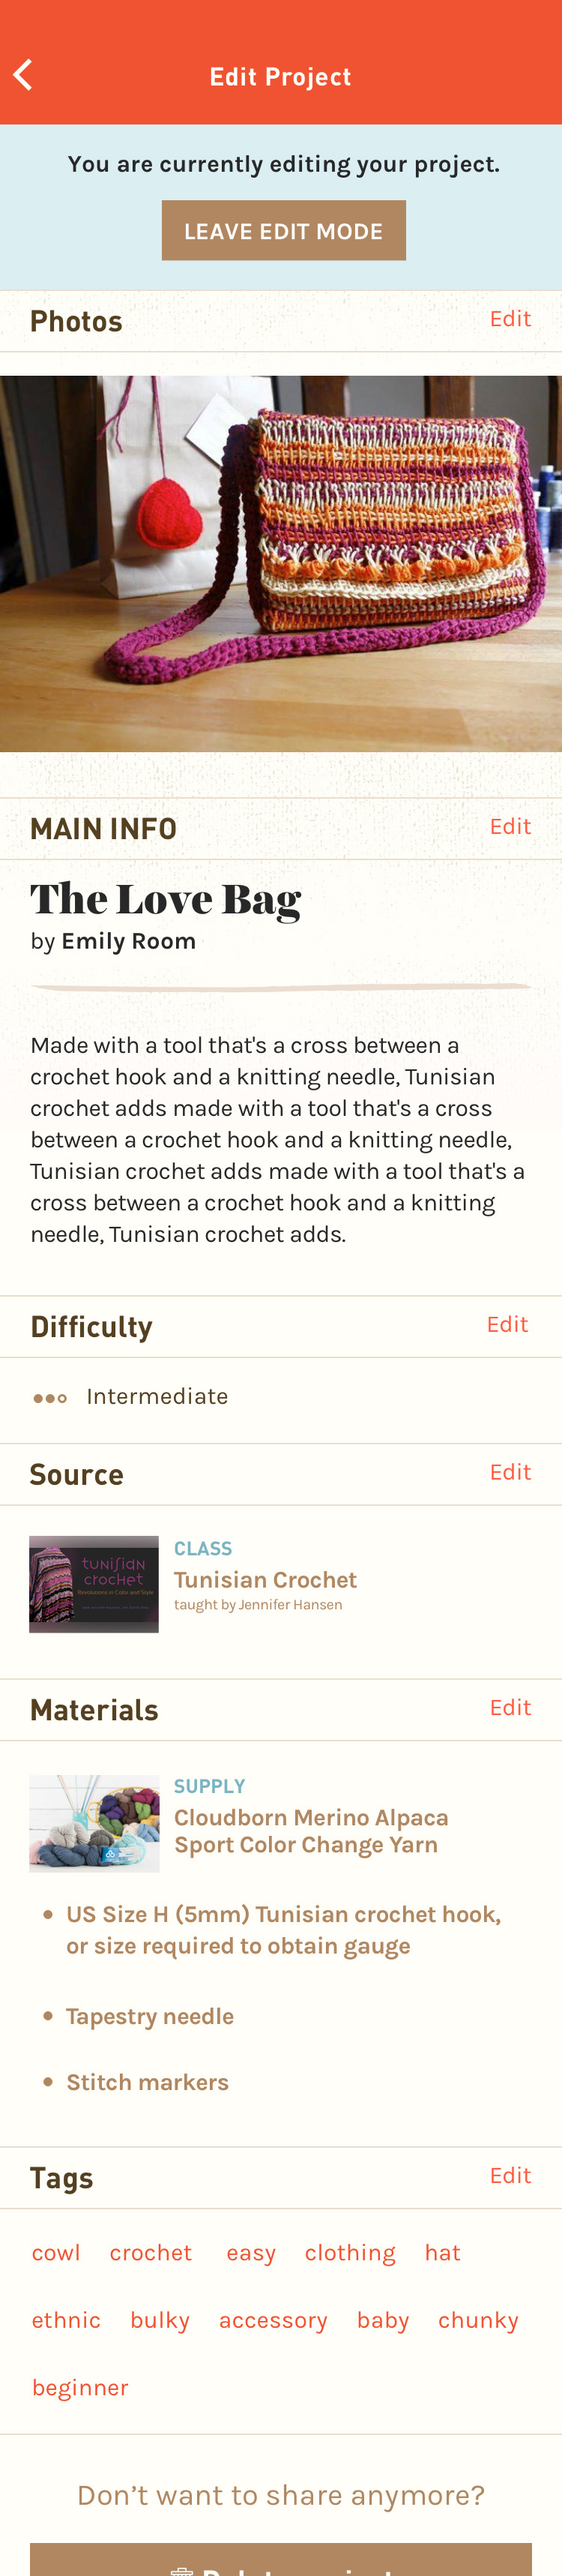 Edit Project
You are currently editing your project.
LEAVE EDIT MODE
Photos
Edit
MAIN INFO
Edit
The Love Bag
by Emily Room
Made with a tool that's a cross between a
crochet hook and a knitting needle, Tunisian
crochet adds made with a tool that's a cross
between a crochet hook and a knitting needle,
Tunisian crochet adds made with a tool that's a
cross between a crochet hook and a knitting
needle, Tunisian crochet adds.
Difficulty
Edit
Intermediate
Source
Edit
tunisian
crochet
Revolutions in Color and Style
CLASS
Tunisian Crochet
taught by Jennifer Hansen
Materials
Edit
SUPPLY
Cloudborn Merino Alpaca
Sport Color Change Yarn
• US Size H (5mm) Tunisian crochet hook,
or size required to obtain gauge
• Tapestry needle
• Stitch markers
Tags
Edit
cowl crochet easy clothing hat
ethnic bulky accessory baby chunky
beginner
Don’t want to share anymore?